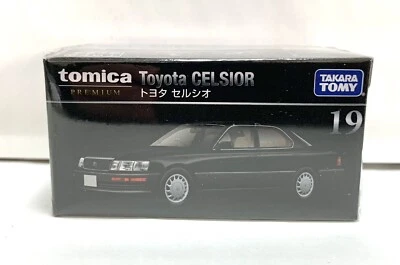 tomica Toyota CELSIOR
PREMIUM トヨタ セルシオ
TAKARA
TOMY
19